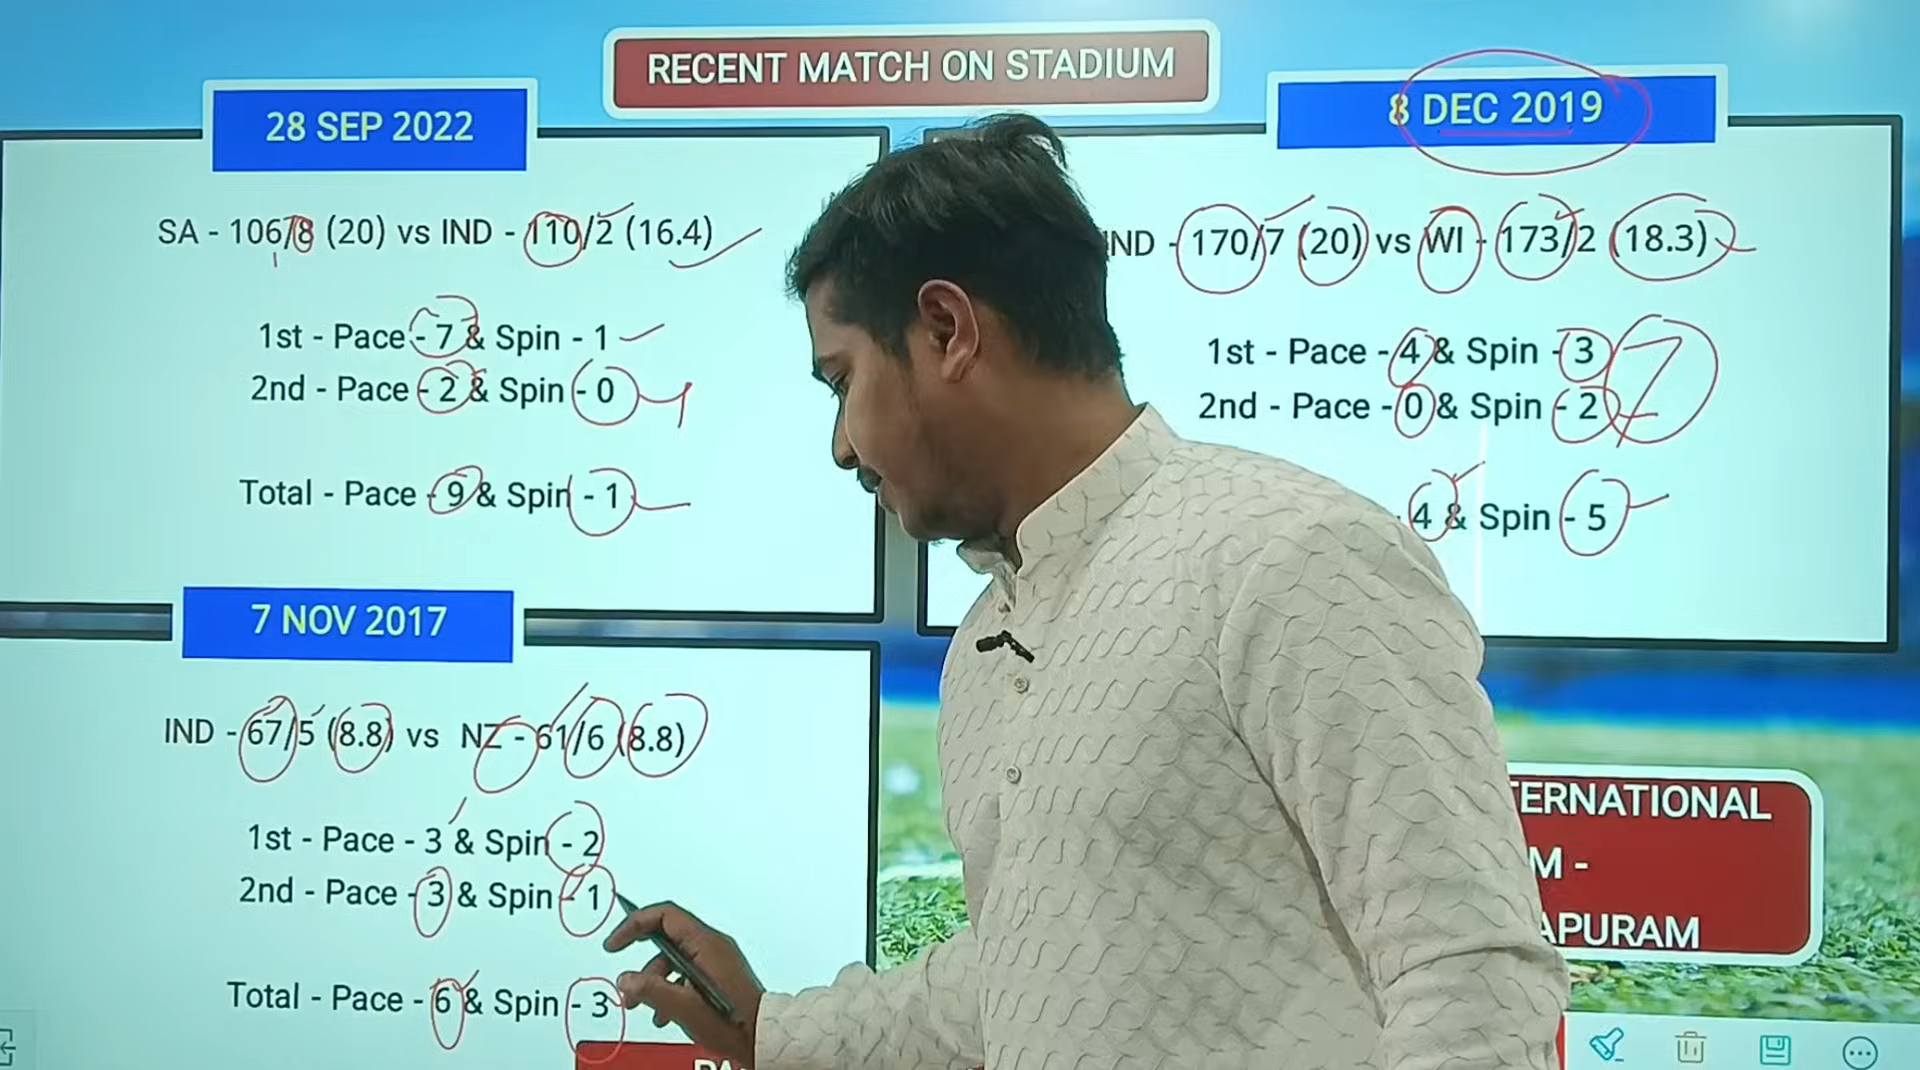 RECENT MATCH ON STADIUM
28 SEP 2022
SA - 106/8 (20) vs IND - 110/2 (16.4)
1st - Pace - 7 & Spin - 1
2nd - Pace - 2 & Spin - 0
Total - Pace - 9 & Spin - 1
8 DEC 2019
IND - 170/7 (20) vs WI - 173/2 (18.3)
1st - Pace - 4 & Spin - 3
2nd - Pace - 0 & Spin - 2
7
4 & Spin - 5
7 NOV 2017
IND - 67/5 (8.8) vs NZ - 61/6 (8.8)
1st - Pace - 3 & Spin - 2
2nd - Pace - 3 & Spin - 1
Total - Pace - 6 & Spin - 3
TERNATIONAL
M -
APURAM